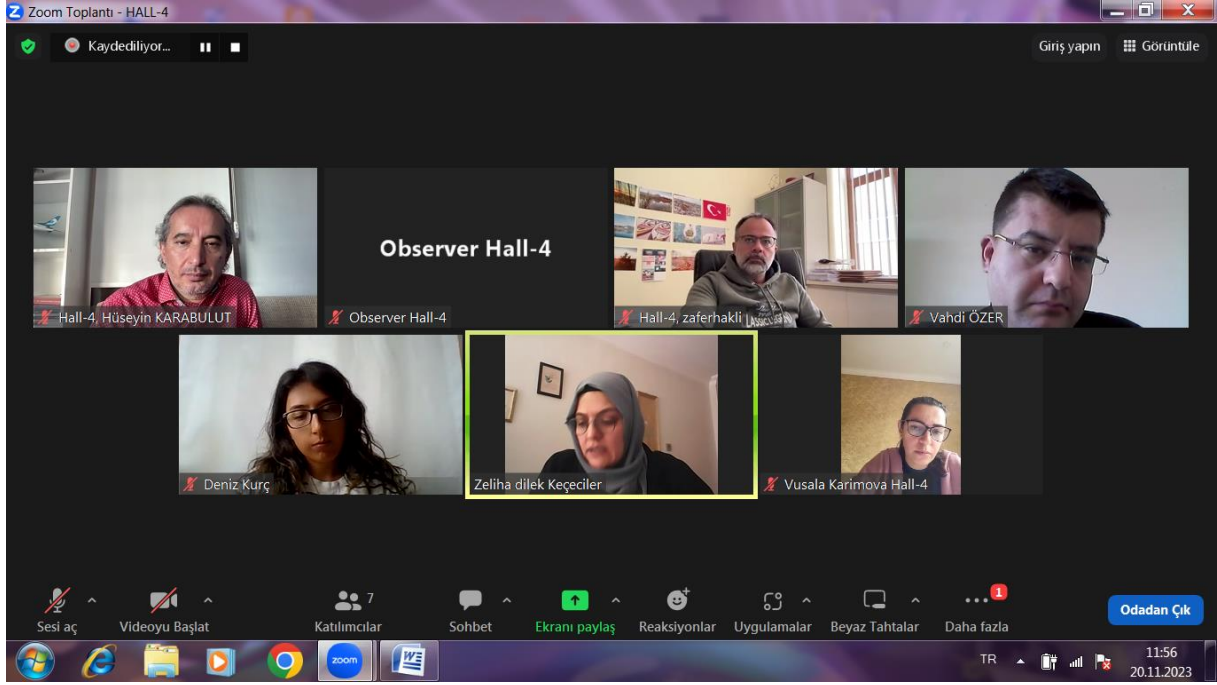 Zoom Toplantı - HALL-4
Kaydediliyor...
Giriş yapın
Görüntüle
Hall-4, Hüseyin KARABULUT
Observer Hall-4
Observer Hall-4
Hall-4, zaferhakli
Vahdi ÖZER
Deniz Kurç
Zeliha dilek Keçeciler
Vusala Karimova Hall-4
Sesi aç
Videoyu Başlat
7
Katılımcılar
Sohbet
Ekranı paylaş
Reaksiyonlar
Uygulamalar
Beyaz Tahtalar
1
Daha fazla
Odadan Çık
zoom
TR
11:56
20.11.2023